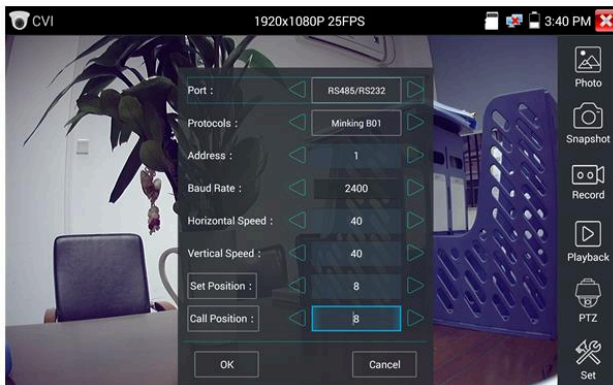 CVI 1920x1080P 25FPS 3:40 PM
Port : RS485/RS232
Protocols : Minking B01
Address : 1
Baud Rate : 2400
Horizontal Speed : 40
Vertical Speed : 40
Set Position : 8
Call Position : 8
OK Cancel
Photo
Snapshot
Record
Playback
PTZ
Set